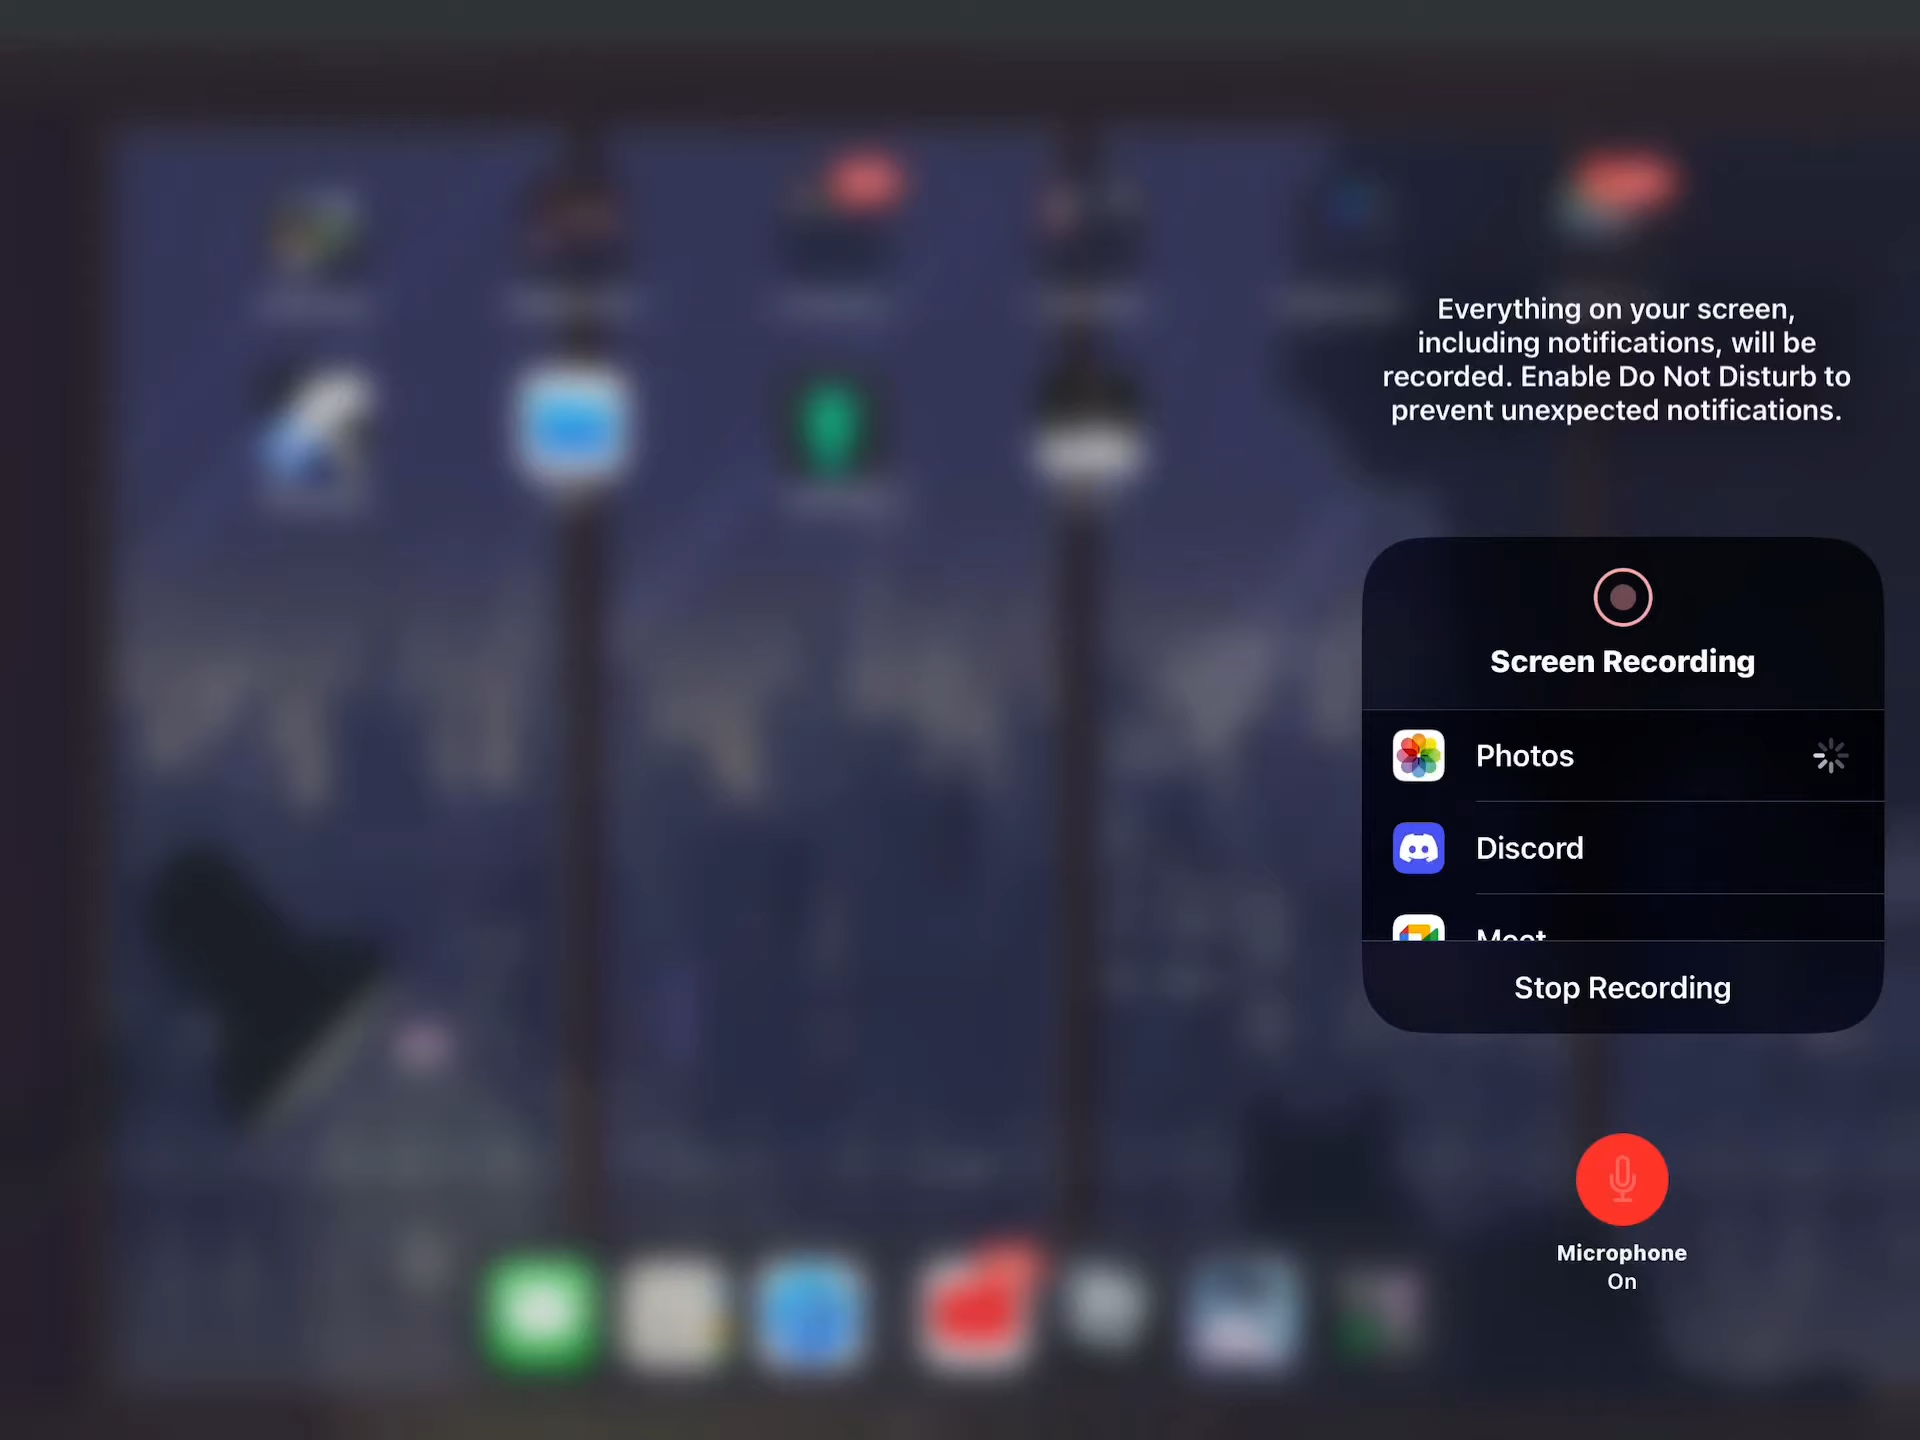 Everything on your screen,
including notifications, will be
recorded. Enable Do Not Disturb to
prevent unexpected notifications.
Screen Recording
Photos
Discord
Meet
Stop Recording
Microphone
On